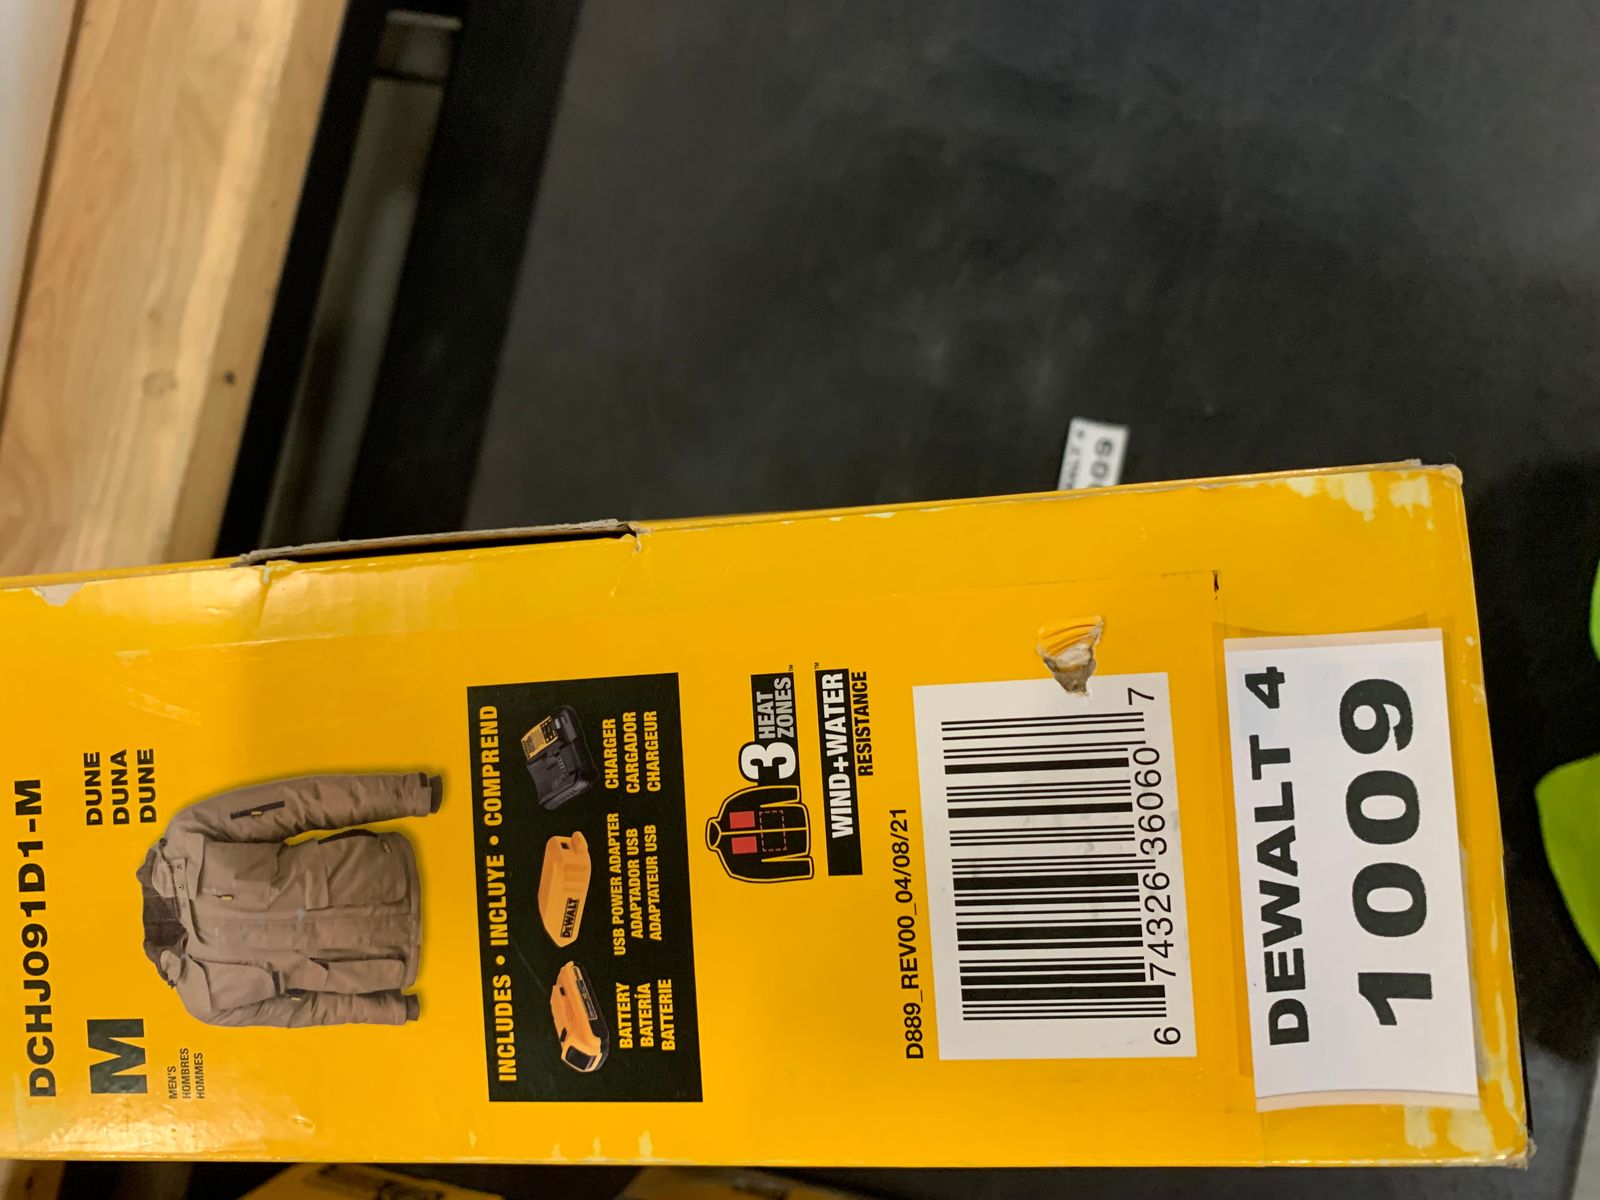 DCHJ091D1-M
M
DUNE
DUNA
DUNE
MEN'S
HOMBRES
HOMMES
INCLUDES • INCLUYE • COMPREND
DEWALT
BATTERY
BATERÍA
BATTERIE
USB POWER ADAPTER
ADAPTADOR USB
ADAPTATEUR USB
CHARGER
CARGADOR
CHARGEUR
3 HEAT
ZONES™
WIND+WATER™
RESISTANCE
D889_REV00_04/08/21
6 74326 36060 7
DEWALT 4
1009